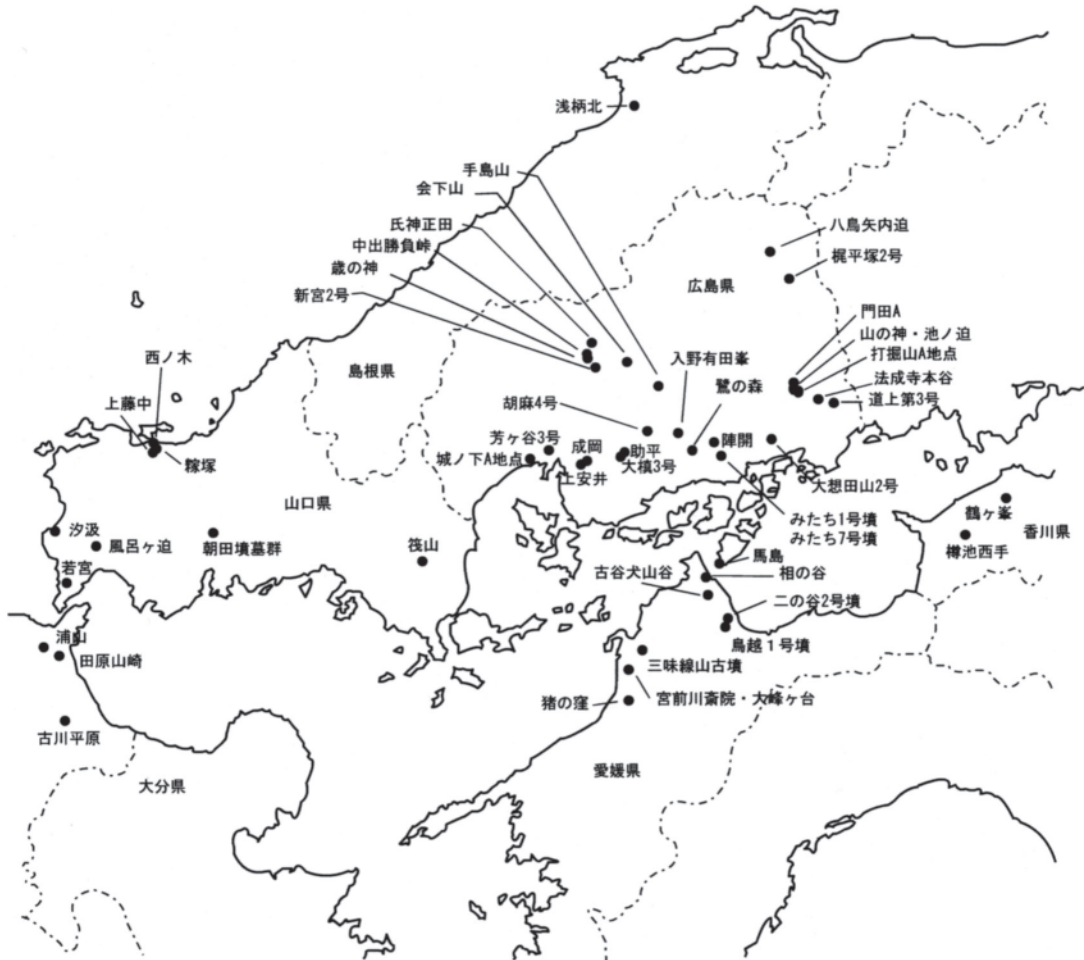 浅柄北
手島山
会下山
氏神正田
中出勝負峠
歳の神
新宮2号
八鳥矢内迫
梶平塚2号
広島県
門田A
山の神・池ノ迫
打掘山A地点
法成寺本谷
道上第3号
入野有田峯
鷺の森
島根県
西ノ木
上藤中
糘塚
胡麻4号
芳ヶ谷3号
成岡
助平
陣開
城ノ下A地点
上安井
大槙3号
大想田山2号
山口県
みたち1号墳
みたち7号墳
鶴ヶ峯
香川県
樽池西手
汐汲
風呂ヶ迫
朝田墳墓群
筏山
若宮
馬島
古谷犬山谷
相の谷
二の谷2号墳
鳥越1号墳
浦山
田原山崎
三味線山古墳
宮前川斎院・大峰ヶ台
猪の窪
古川平原
大分県
愛媛県